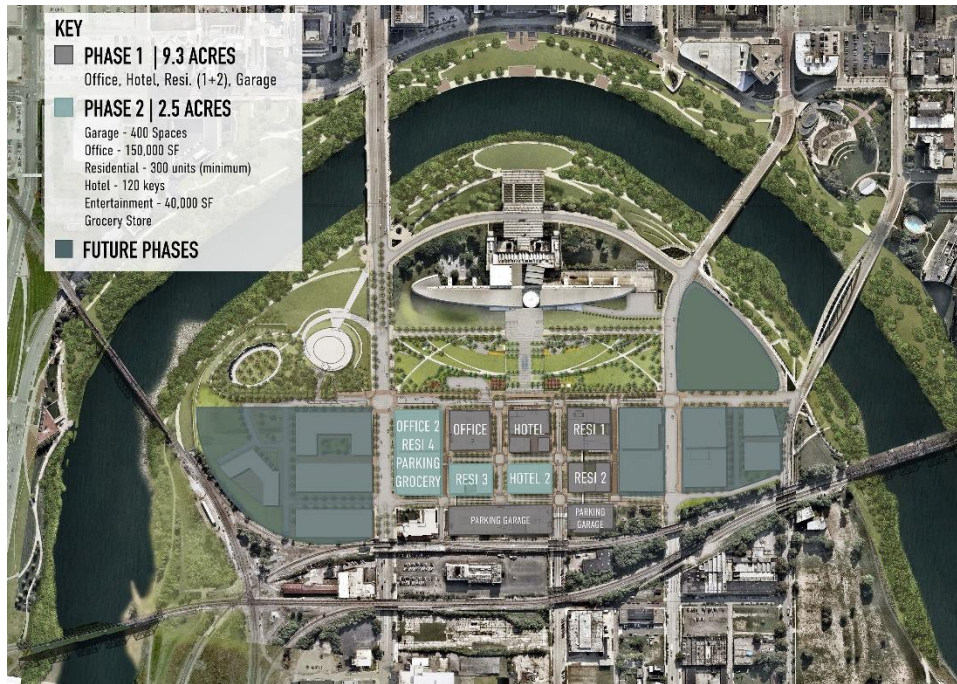 KEY
PHASE 1 | 9.3 ACRES
Office, Hotel, Resi. (1+2), Garage
PHASE 2 | 2.5 ACRES
Garage - 400 Spaces
Office - 150,000 SF
Residential - 300 units (minimum)
Hotel - 120 keys
Entertainment - 40,000 SF
Grocery Store
FUTURE PHASES
OFFICE 2
RESI 4
PARKING
GROCERY
OFFICE
HOTEL
RESI 1
RESI 3
HOTEL 2
RESI 2
PARKING GARAGE
PARKING
GARAGE